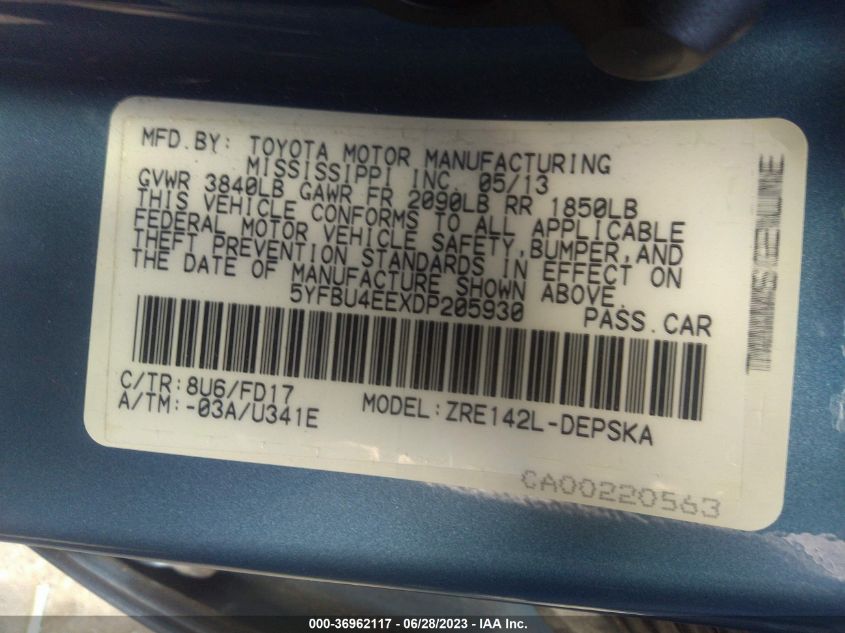 MFD.BY: TOYOTA MOTOR MANUFACTURING
MISSISSIPPI INC. 05/13
GVWR 3840LB GAWR FR 2090LB RR 1850LB
THIS VEHICLE CONFORMS TO ALL APPLICABLE
FEDERAL MOTOR VEHICLE SAFETY, BUMPER, AND
THEFT PREVENTION STANDARDS IN EFFECT ON
THE DATE OF MANUFACTURE SHOWN ABOVE.
5YFBU4EEXDP205930 PASS.CAR
C/TR:8U6/FD17
A/TM:-03A/U341E MODEL:ZRE142L-DEPSKA
CA00220563
000-36962117 - 06/28/2023 - IAA Inc.